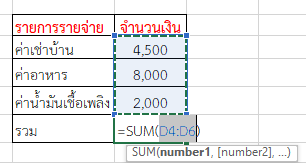 รายการรายจ่าย จำนวนเงิน
ค่าเช่าบ้าน 4,500
ค่าอาหาร 8,000
ค่าน้ำมันเชื้อเพลิง 2,000
รวม =SUM(D4:D6)
SUM(number1, [number2], ...)